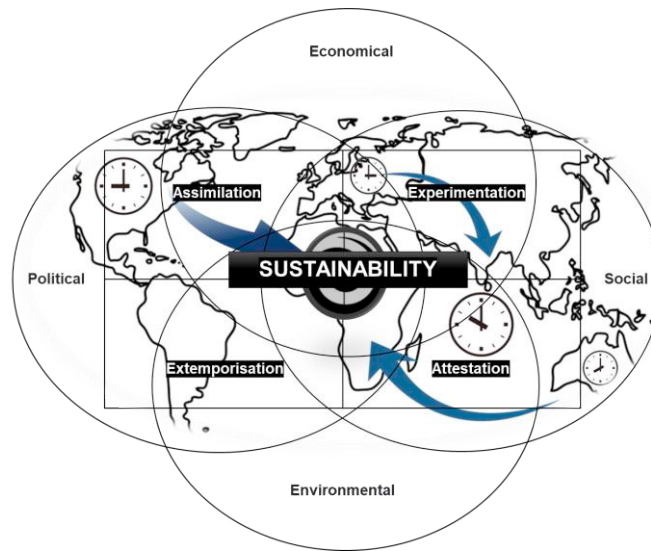 Economical
Assimilation
Experimentation
Political
SUSTAINABILITY
Social
Extemporisation
Attestation
Environmental